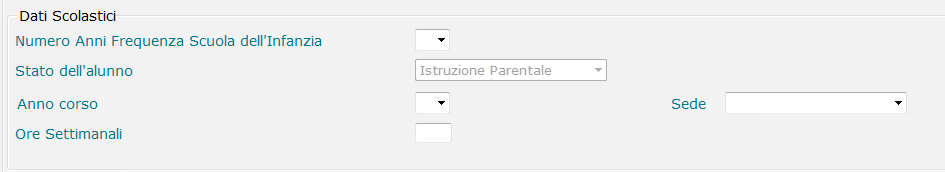 Dati Scolastici
Numero Anni Frequenza Scuola dell'Infanzia
Stato dell'alunno Istruzione Parentale
Anno corso Sede
Ore Settimanali